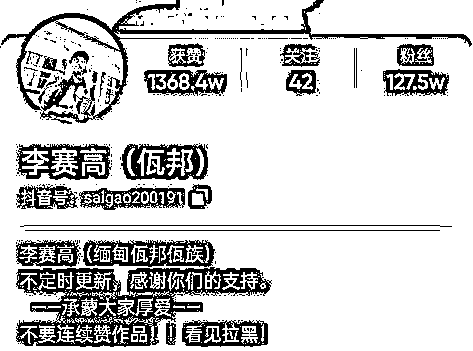 获赞 关注 粉丝
1368.4w 42 127.5w
李赛高（佤邦）
抖音号：saigao200191
李赛高（缅甸佤邦佤族）
不定时更新，感谢你们的支持。
——承蒙大家厚爱——
不要连续赞作品！！看见拉黑！